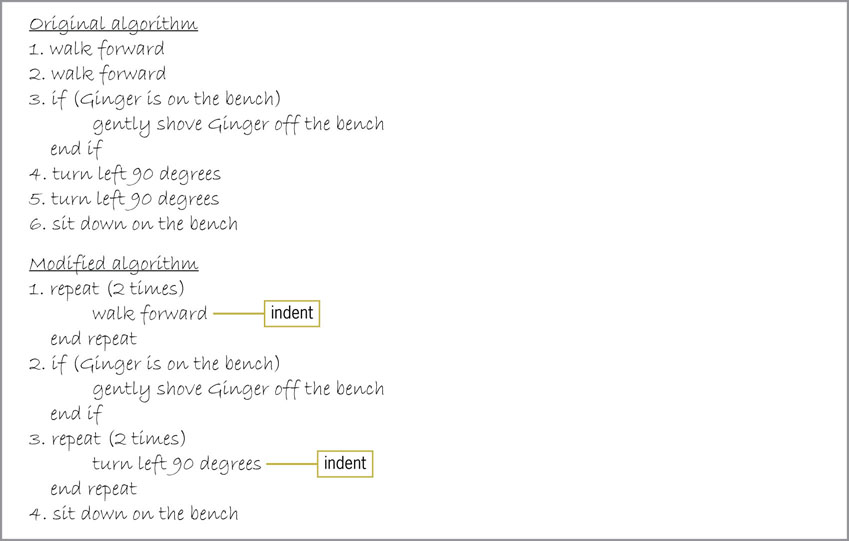 Original algorithm
1. walk forward
2. walk forward
3. if (Ginger is on the bench)
gently shove Ginger off the bench
end if
4. turn left 90 degrees
5. turn left 90 degrees
6. sit down on the bench
Modified algorithm
1. repeat (2 times)
walk forward indent
end repeat
2. if (Ginger is on the bench)
gently shove Ginger off the bench
end if
3. repeat (2 times)
turn left 90 degrees indent
end repeat
4. sit down on the bench